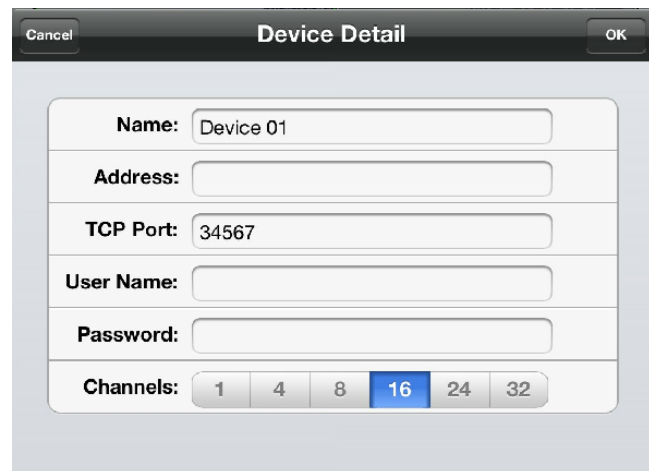 Cancel Device Detail OK
Name: Device 01
Address:
TCP Port: 34567
User Name:
Password:
Channels: 1 4 8 16 24 32